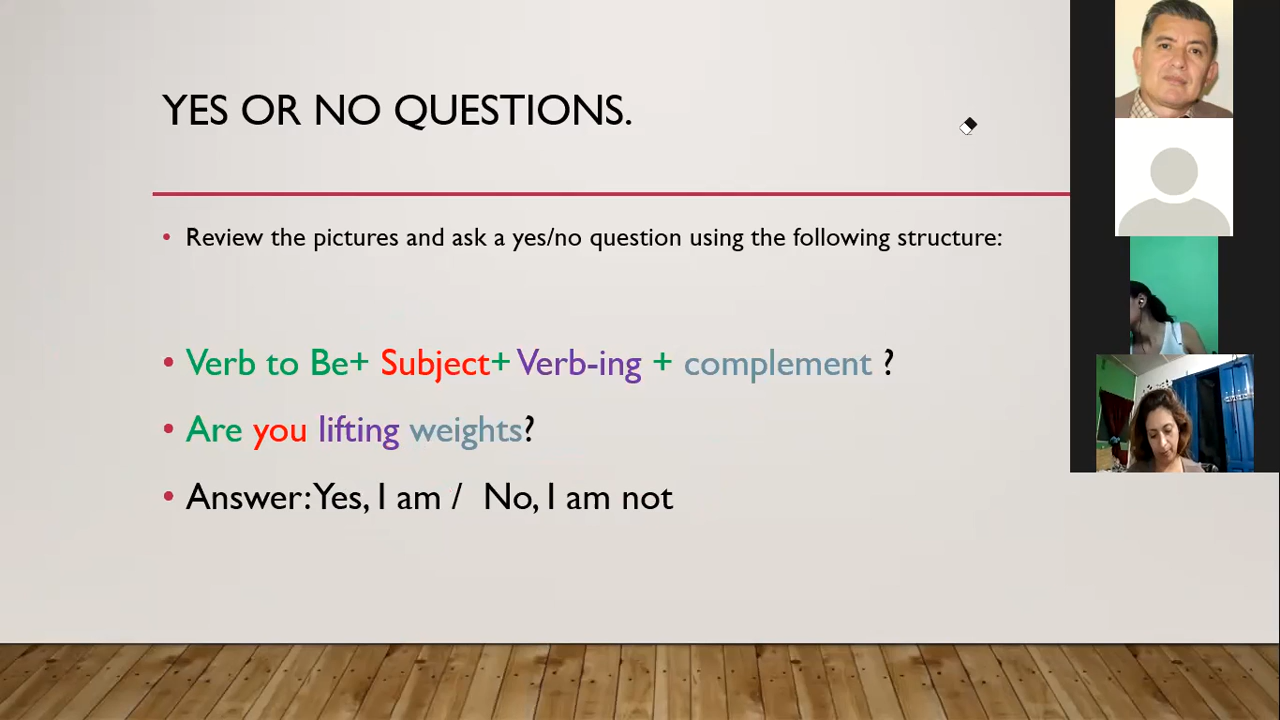 YES OR NO QUESTIONS.
• Review the pictures and ask a yes/no question using the following structure:
• Verb to Be+ Subject+ Verb-ing + complement ?
• Are you lifting weights?
• Answer: Yes, I am / No, I am not